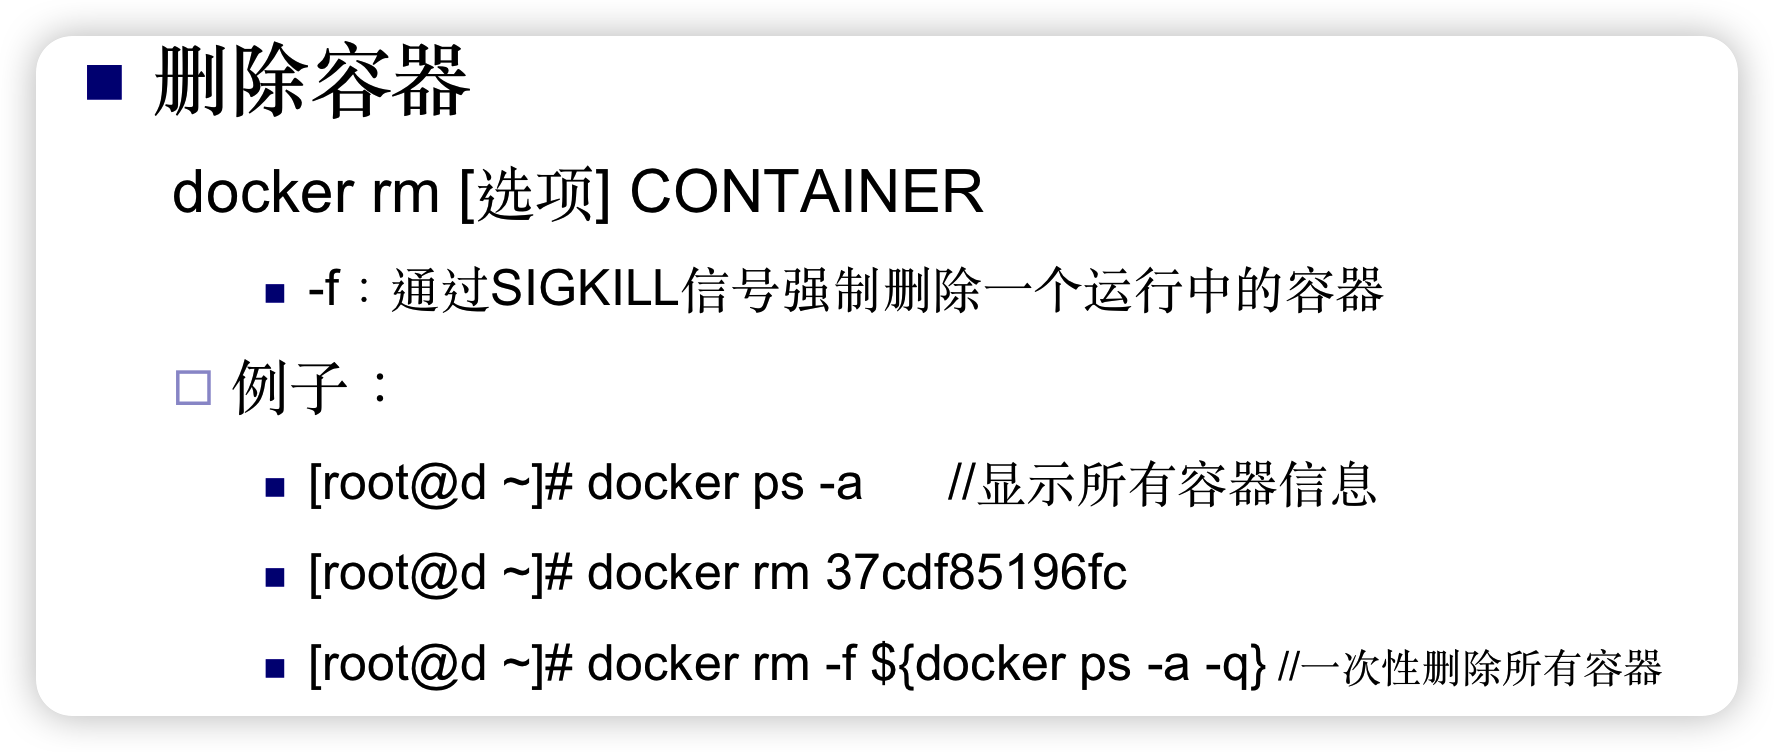 删除容器
docker rm [选项] CONTAINER
-f：通过SIGKILL信号强制删除一个运行中的容器
例子：
[root@d ~]# docker ps -a //显示所有容器信息
[root@d ~]# docker rm 37cdf85196fc
[root@d ~]# docker rm -f ${docker ps -a -q} //一次性删除所有容器